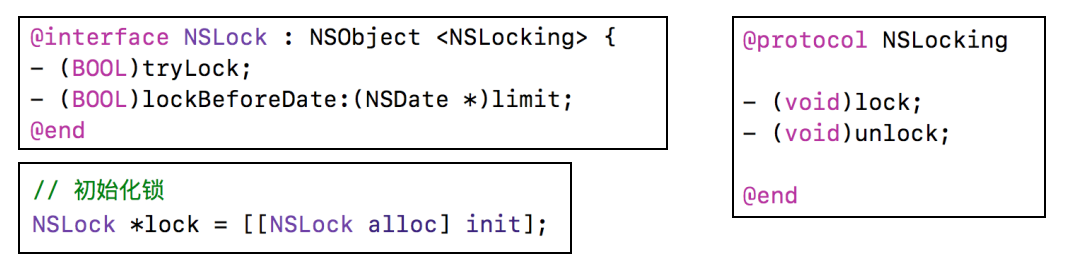 @interface NSLock : NSObject <NSLocking> {
- (BOOL)tryLock;
- (BOOL)lockBeforeDate:(NSDate *)limit;
@end
// 初始化锁
NSLock *lock = [[NSLock alloc] init];
@protocol NSLocking
- (void)lock;
- (void)unlock;
@end